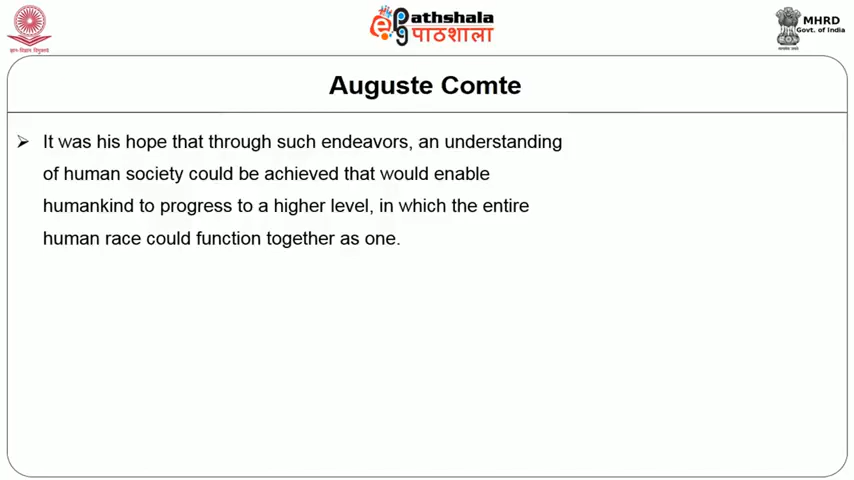 ePathshala
पाठशाला
MHRD
Govt. of India
Auguste Comte
➢ It was his hope that through such endeavors, an understanding
of human society could be achieved that would enable
humankind to progress to a higher level, in which the entire
human race could function together as one.